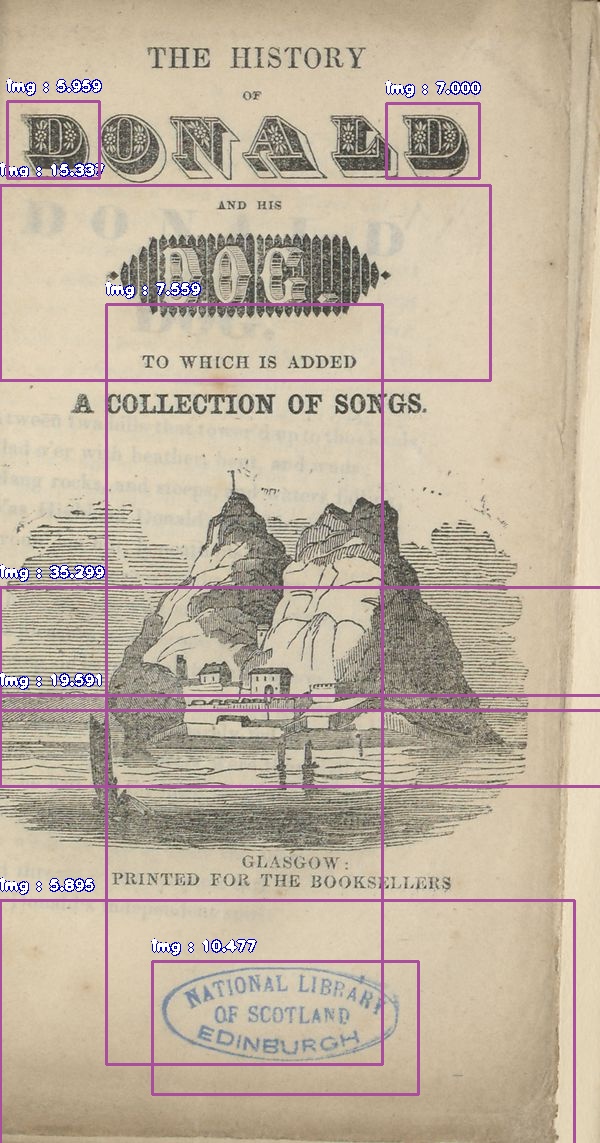 THE HISTORY
OF
img : 5.959
img : 7.000
DONALD
img : 15.337
AND HIS
DOG.
img : 7.559
TO WHICH IS ADDED
A COLLECTION OF SONGS.
img : 35.299
img : 19.591
GLASGOW:
PRINTED FOR THE BOOKSELLERS
img : 5.895
img : 10.477
NATIONAL LIBRARY
OF SCOTLAND
EDINBURGH